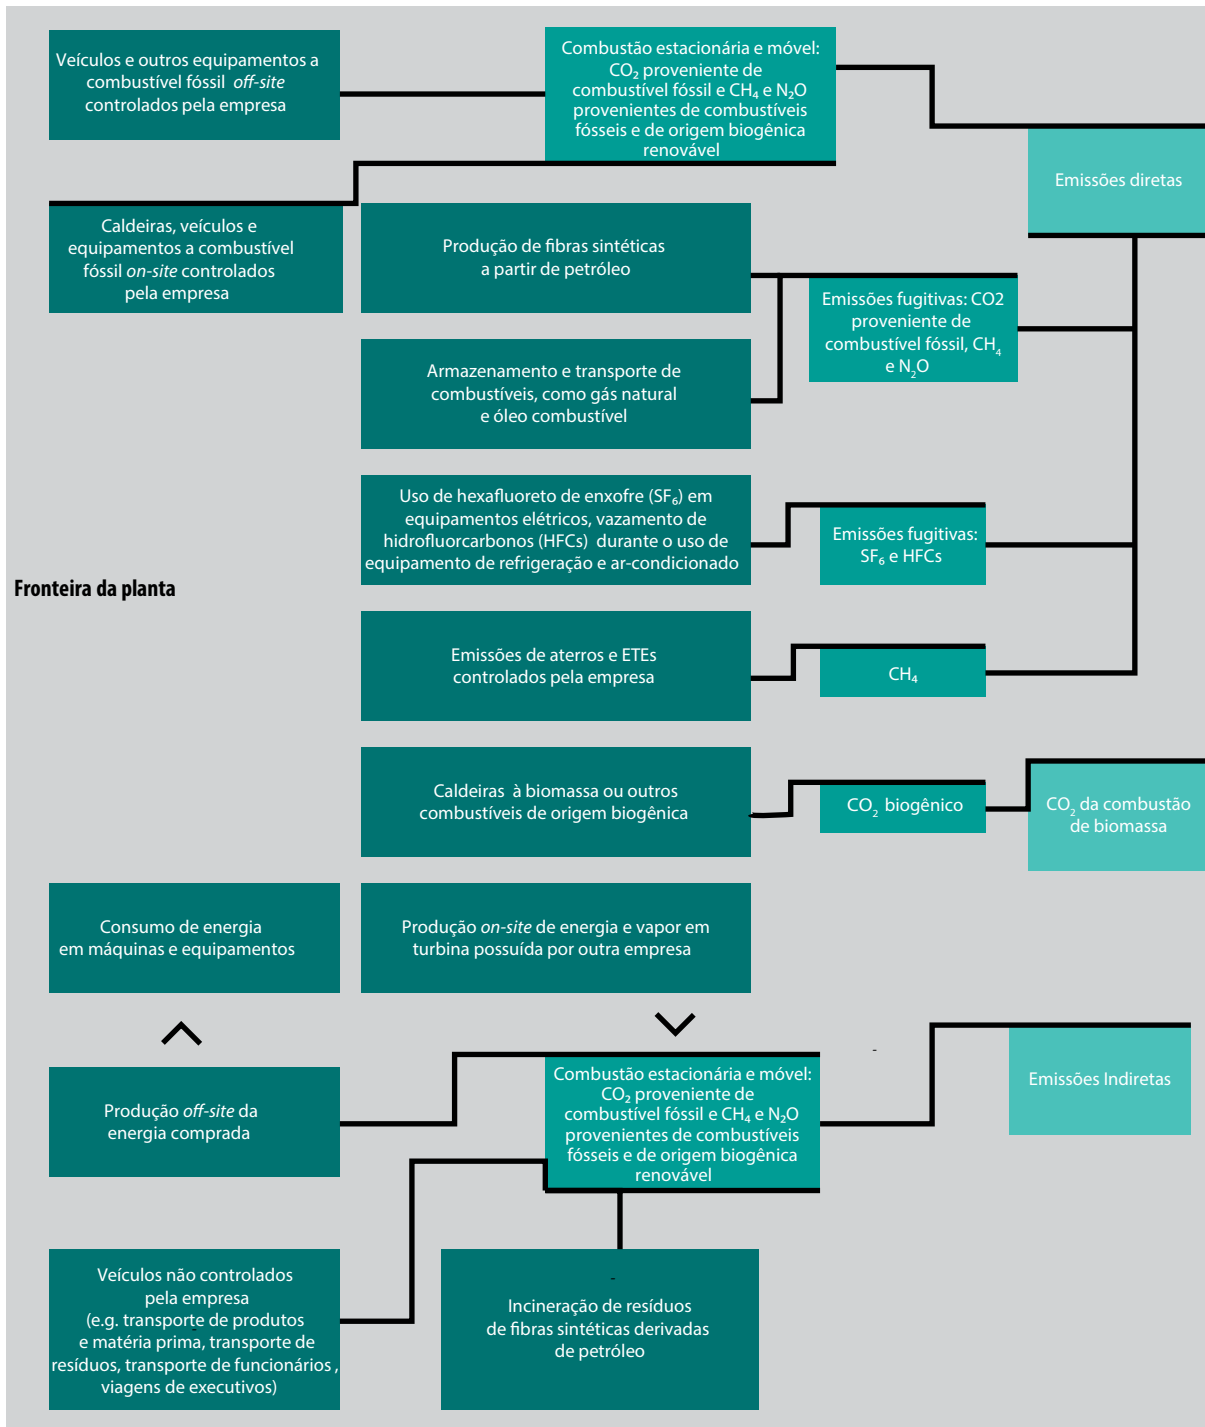 Veículos e outros equipamentos a
combustível fóssil off-site
controlados pela empresa
Combustão estacionária e móvel:
CO₂ proveniente de
combustível fóssil e CH₄ e N₂O
provenientes de combustíveis
fósseis e de origem biogênica
renovável
Emissões diretas
Caldeiras, veículos e
equipamentos a combustível
fóssil on-site controlados
pela empresa
Produção de fibras sintéticas
a partir de petróleo
Emissões fugitivas: CO2
proveniente de
combustível fóssil, CH₄
e N₂O
Armazenamento e transporte de
combustíveis, como gás natural
e óleo combustível
Uso de hexafluoreto de enxofre (SF₆) em
equipamentos elétricos, vazamento de
hidrofluorcarbonos (HFCs) durante o uso de
equipamento de refrigeração e ar-condicionado
Emissões fugitivas:
SF₆ e HFCs
Fronteira da planta
Emissões de aterros e ETEs
controlados pela empresa
CH₄
Caldeiras à biomassa ou outros
combustíveis de origem biogênica
CO₂ biogênico
CO₂ da combustão
de biomassa
Consumo de energia
em máquinas e equipamentos
Produção on-site de energia e vapor em
turbina possuída por outra empresa
Produção off-site da
energia comprada
Combustão estacionária e móvel:
CO₂ proveniente de
combustível fóssil e CH₄ e N₂O
provenientes de combustíveis
fósseis e de origem biogênica
renovável
Emissões Indiretas
Veículos não controlados
pela empresa
(e.g. transporte de produtos
e matéria prima, transporte de
resíduos, transporte de funcionários ,
viagens de executivos)
Incineração de resíduos
de fibras sintéticas derivadas
de petróleo